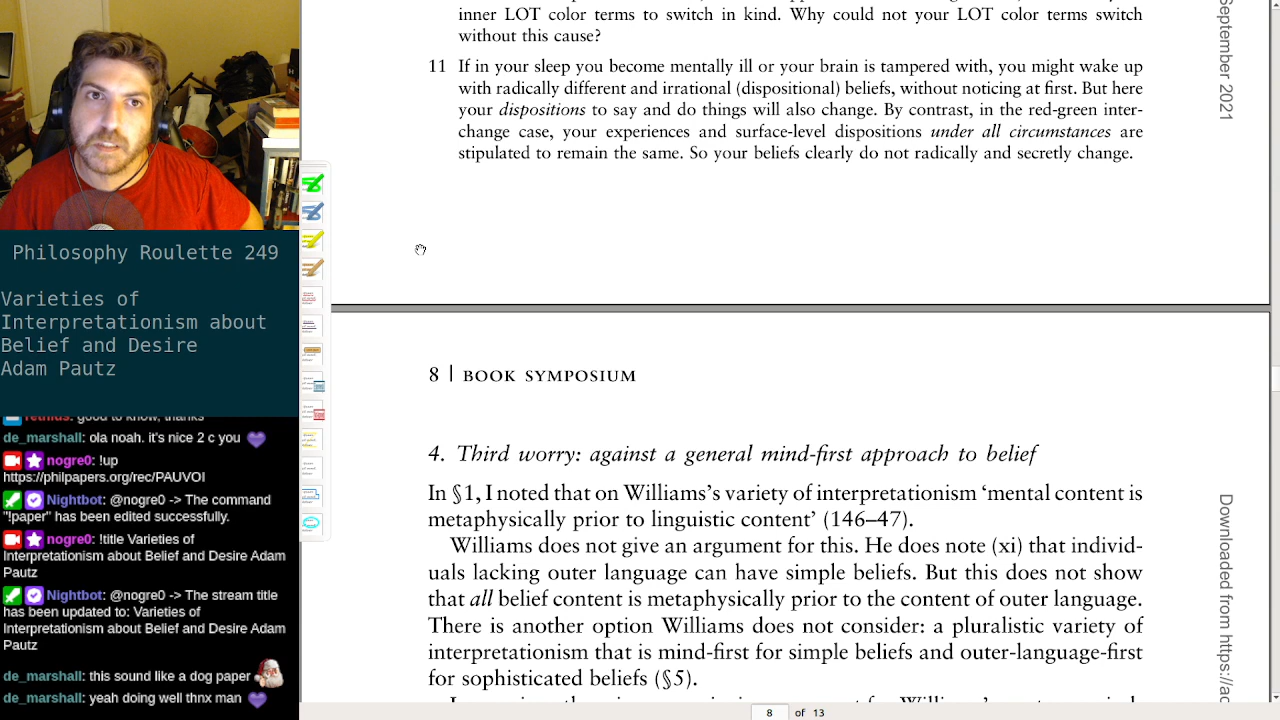 inner LOT color terms to switch in kind. Why could not your LOT color terms switch
without this cause?
11 If in your sleep you become mentally ill or your brain is tampered with, you might wake up
with radically different and irrational (dispositional) beliefs, without noticing at first. But here
your dispositions to say and do things will also change. By contrast, in the red-green inter-
change case, your experiences and surface-level dispositions under all circumstances are
stipulated to remain the same. So your beliefs clearly do not radically and secretly change.
September 2021
8 | BOOK SYMPOSIUM
4. Third worry: against a general mind-first approach to belief
In §1 I noted that on Williams's variety of interpretationism 'mental content is
metaphysically prior to linguistic content' (146–47).
Williams does not give an argument for this. He does note (XI) that individ-
uals lacking outer language can have simple beliefs. But this does not show
that all belief content is metaphysically prior to the content of outer language.
There is another option Williams does not consider: a pluralistic variety of
interpretationism that is mind-first for simple beliefs and outer-language-first
for sophisticated beliefs (§5).
Downloaded from https://ac
8 of 13
Philosophy Roulette 249
Varieties of
Interpretationism about
Belief and Desire
Adam Pautz
good to know, thanks
de_marshall: ola noah. it's nice 2 c you
nogre0: !up
https://philpapers.org/rec/PAUVOI
Nightbot: @nogre0 -> The command
"!paper" has been edited successfully.
nogre0: !title Varieties of
Interpretationism about Belief and Desire Adam
Pautz
Nightbot: @nogre0 -> The stream title
has been updated to: Varieties of
Interpretationism about Belief and Desire Adam
Pautz
de_marshall: this sound like a dog paper
de_marshall: yeah doing well thnx man